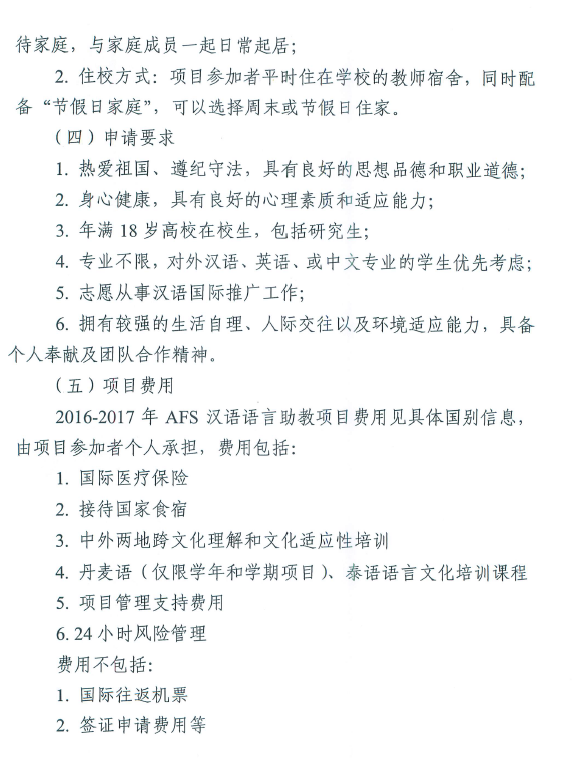 待家庭，与家庭成员一起日常起居；
2. 住校方式：项目参加者平时住在学校的教师宿舍，同时配
备“节假日家庭”，可以选择周末或节假日住家。
（四）申请要求
1. 热爱祖国、遵纪守法，具有良好的思想品德和职业道德；
2. 身心健康，具有良好的心理素质和适应能力；
3. 年满 18 岁高校在校生，包括研究生；
4. 专业不限，对外汉语、英语、或中文专业的学生优先考虑；
5. 志愿从事汉语国际推广工作；
6. 拥有较强的生活自理、人际交往以及环境适应能力，具备
个人奉献及团队合作精神。
（五）项目费用
2016-2017 年 AFS 汉语语言助教项目费用见具体国别信息，
由项目参加者个人承担，费用包括：
1. 国际医疗保险
2. 接待国家食宿
3. 中外两地跨文化理解和文化适应性培训
4. 丹麦语（仅限学年和学期项目）、泰语语言文化培训课程
5. 项目管理支持费用
6. 24 小时风险管理
费用不包括：
1. 国际往返机票
2. 签证申请费用等